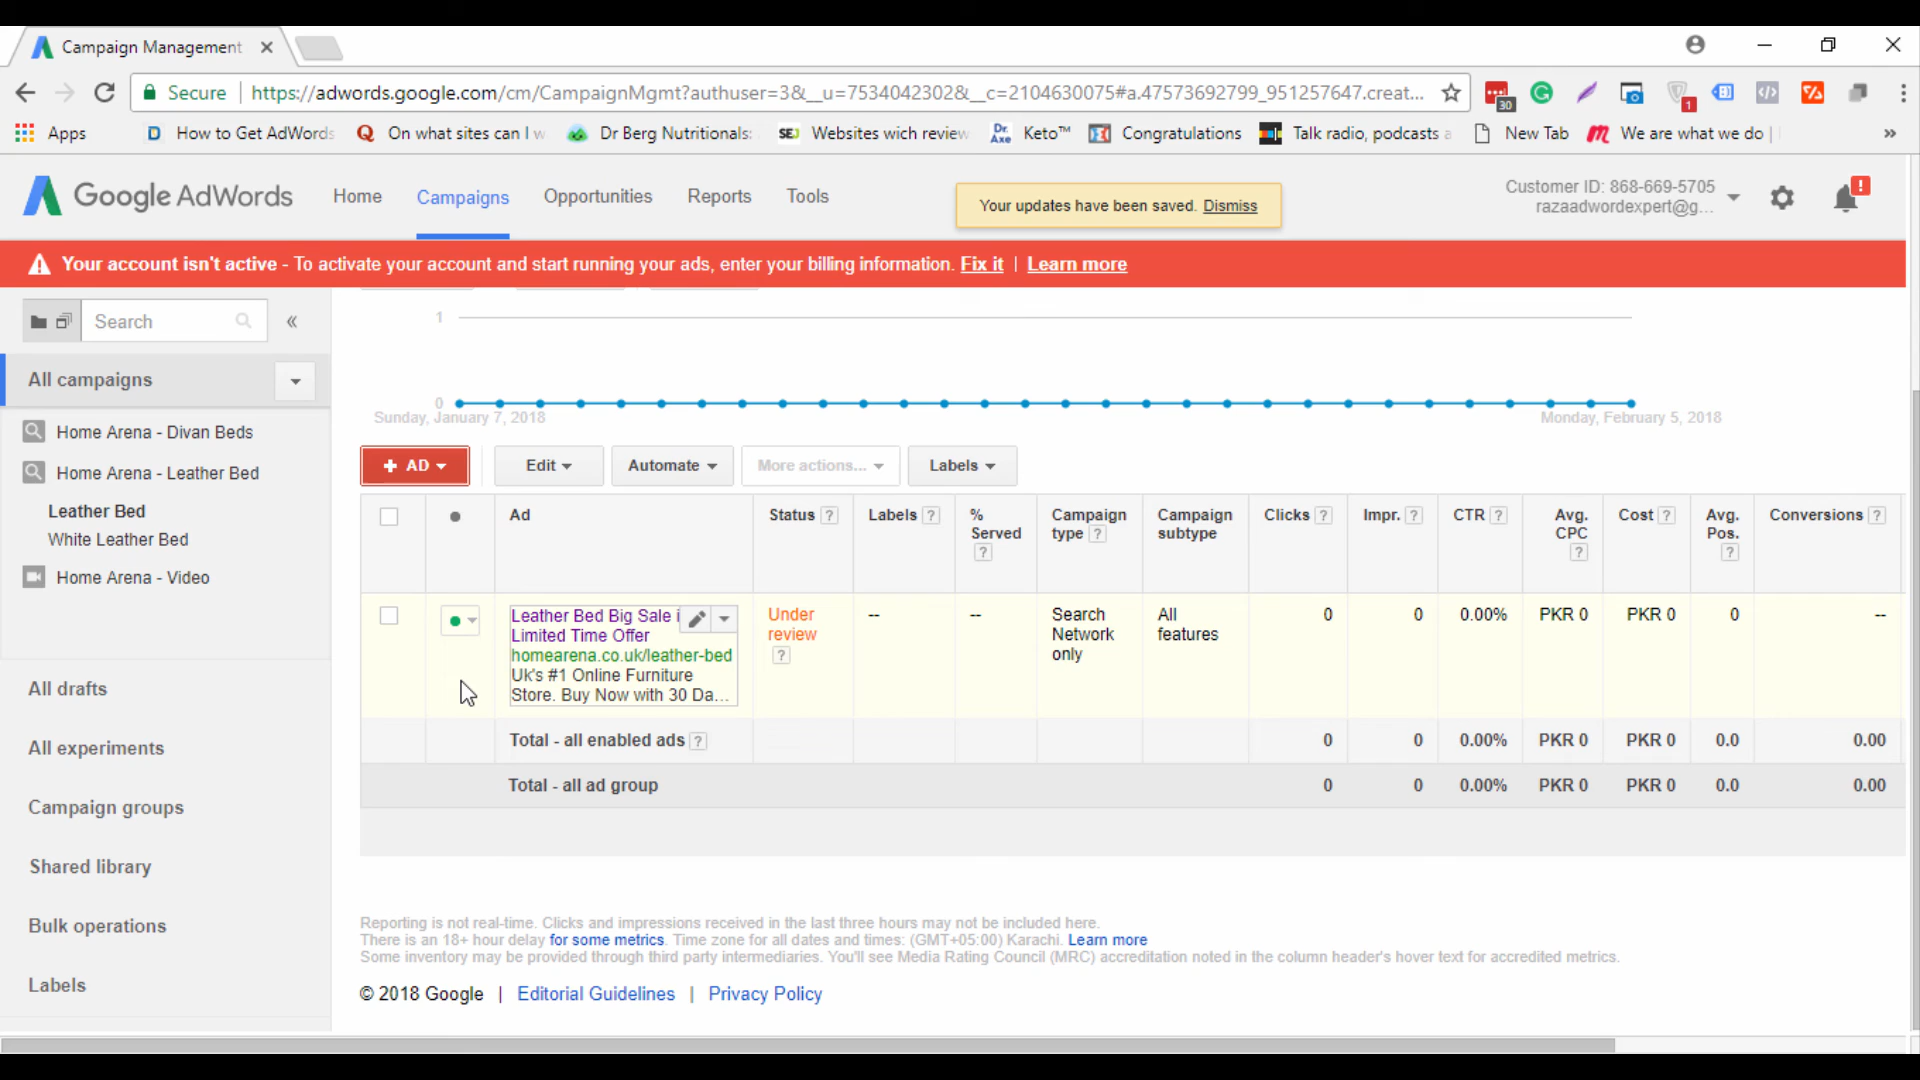 Campaign Management
Secure | https://adwords.google.com/cm/CampaignMgmt?authuser=3&__u=7534042302&__c=2104630075#a.47573692799_951257647.creat...
30
1
Apps
How to Get AdWords
On what sites can I w
Dr Berg Nutritionals:
SEJ Websites wich review
Dr. Axe Keto™
Congratulations
Talk radio, podcasts a
New Tab
We are what we do |
»
Google AdWords
Home
Campaigns
Opportunities
Reports
Tools
Your updates have been saved. Dismiss
Customer ID: 868-669-5705
razaadwordexpert@g...
!
Your account isn't active - To activate your account and start running your ads, enter your billing information. Fix it | Learn more
Search
«
All campaigns
Home Arena - Divan Beds
Home Arena - Leather Bed
Leather Bed
White Leather Bed
Home Arena - Video
All drafts
All experiments
Campaign groups
Shared library
Bulk operations
Labels
1
0
Sunday, January 7, 2018
Monday, February 5, 2018
+ AD
Edit
Automate
More actions...
Labels
Ad
Status ?
Labels ?
% Served ?
Campaign type ?
Campaign subtype
Clicks ?
Impr. ?
CTR ?
Avg. CPC ?
Cost ?
Avg. Pos. ?
Conversions ?
Leather Bed Big Sale i
Limited Time Offer
homearena.co.uk/leather-bed
Uk's #1 Online Furniture
Store. Buy Now with 30 Da...
Under review ?
--
--
Search Network only
All features
0
0
0.00%
PKR 0
PKR 0
0
--
Total - all enabled ads ?
0
0
0.00%
PKR 0
PKR 0
0.0
0.00
Total - all ad group
0
0
0.00%
PKR 0
PKR 0
0.0
0.00
Reporting is not real-time. Clicks and impressions received in the last three hours may not be included here.
There is an 18+ hour delay for some metrics. Time zone for all dates and times: (GMT+05:00) Karachi. Learn more
Some inventory may be provided through third party intermediaries. You'll see Media Rating Council (MRC) accreditation noted in the column header's hover text for accredited metrics.
© 2018 Google | Editorial Guidelines | Privacy Policy